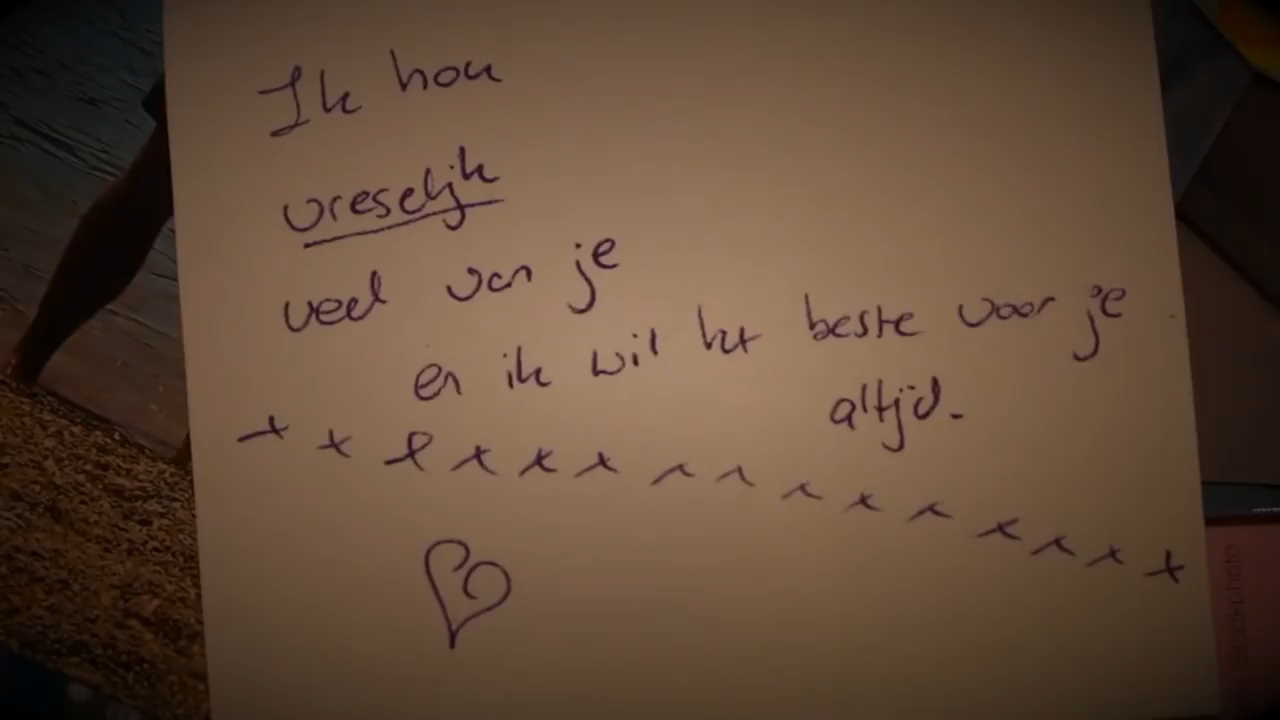 Ik hou
vreselijk
veel van je
en ik wil het beste voor je
altijd.
x x x x x x x x x x x x x x x